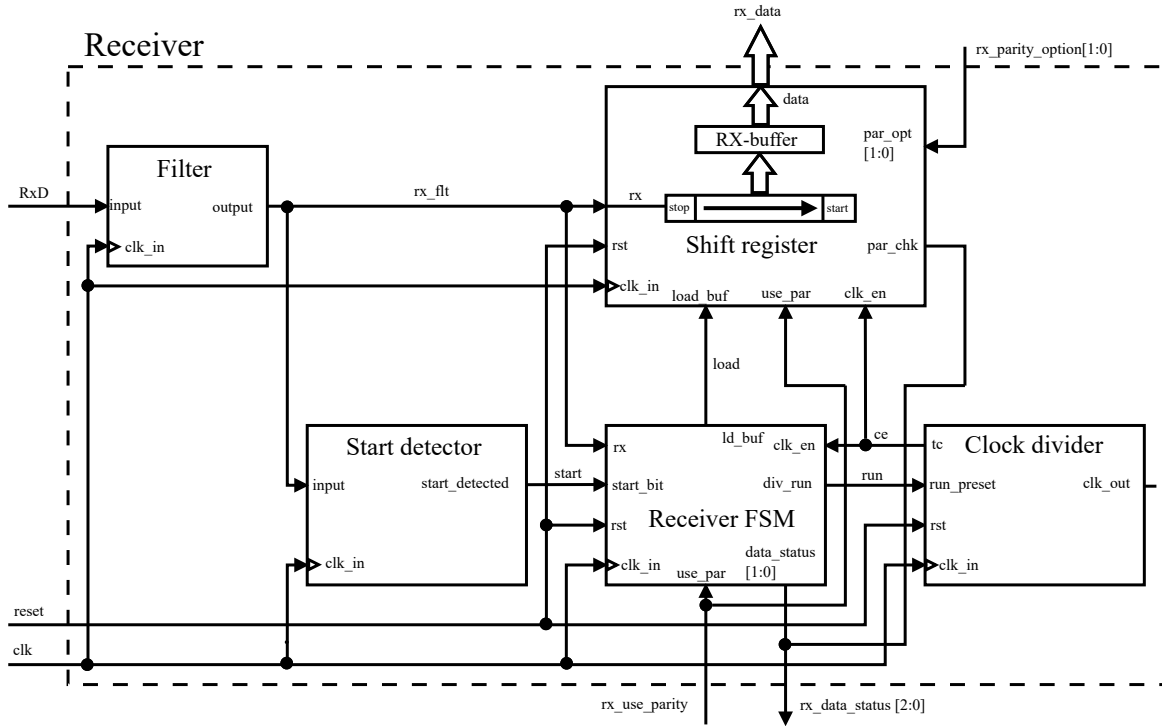 rx_data
Receiver
rx_parity_option[1:0]
data
RX-buffer
par_opt
[1:0]
Filter
RxD
input
output
rx_flt
rx
stop
start
clk_in
rst
Shift register
par_chk
clk_in
load_buf
use_par
clk_en
load
Start detector
ld_buf
clk_en
ce
tc
Clock divider
rx
input
start_detected
start
start_bit
div_run
run
run_preset
clk_out
Receiver FSM
rst
rst
data_status
[1:0]
clk_in
clk_in
use_par
clk_in
reset
clk
rx_use_parity
rx_data_status [2:0]